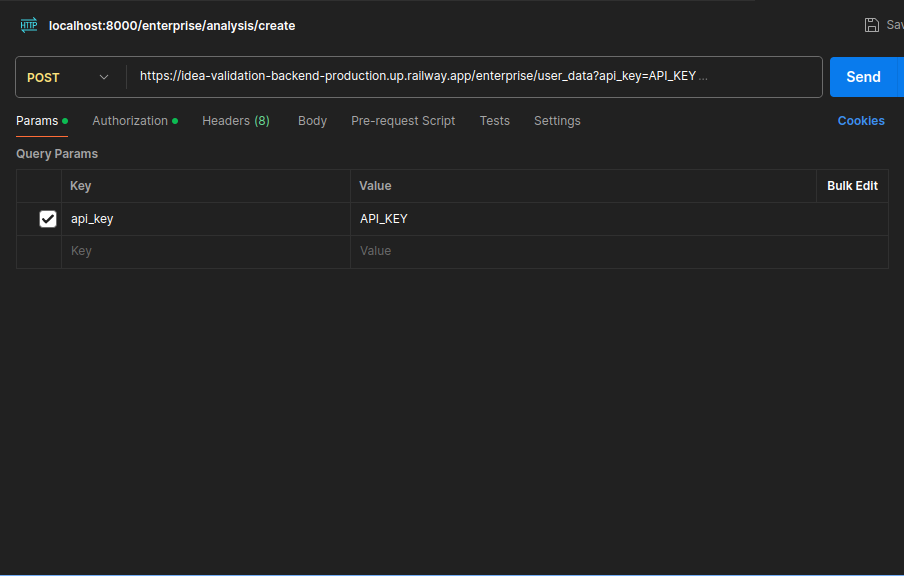 HTTP localhost:8000/enterprise/analysis/create Sav
POST https://idea-validation-backend-production.up.railway.app/enterprise/user_data?api_key=API_KEY ... Send
Params Authorization Headers (8) Body Pre-request Script Tests Settings Cookies
Query Params
Key Value Bulk Edit
api_key API_KEY
Key Value